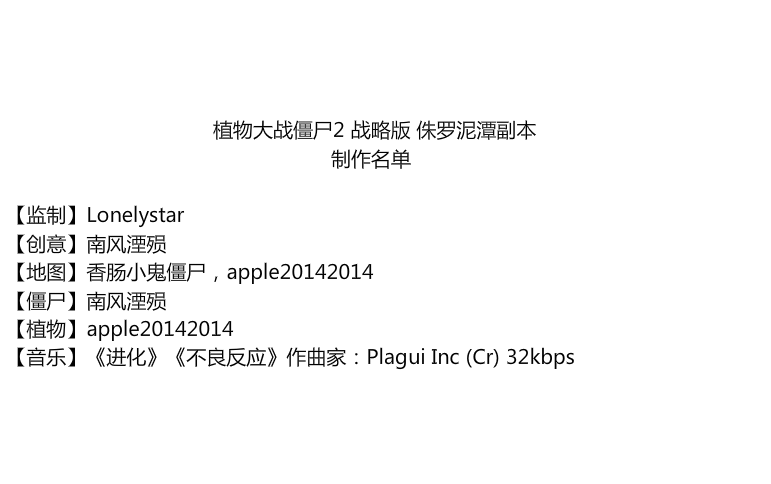 植物大战僵尸2 战略版 侏罗泥潭副本
制作名单
【监制】Lonelystar
【创意】南风湮殒
【地图】香肠小鬼僵尸，apple20142014
【僵尸】南风湮殒
【植物】apple20142014
【音乐】《进化》《不良反应》作曲家：Plagui Inc (Cr) 32kbps